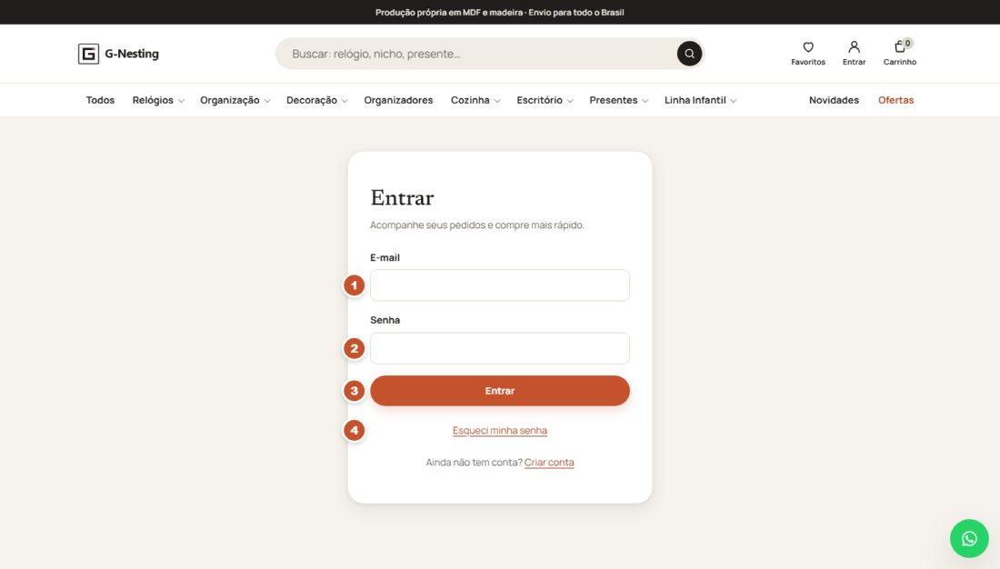 Produção própria em MDF e madeira · Envio para todo o Brasil
G-Nesting
Buscar: relógio, nicho, presente...
Favoritos
Entrar
0
Carrinho
Todos Relógios Organização Decoração Organizadores Cozinha Escritório Presentes Linha Infantil Novidades Ofertas
Entrar
Acompanhe seus pedidos e compre mais rápido.
E-mail
1
Senha
2
3 Entrar
4 Esqueci minha senha
Ainda não tem conta? Criar conta